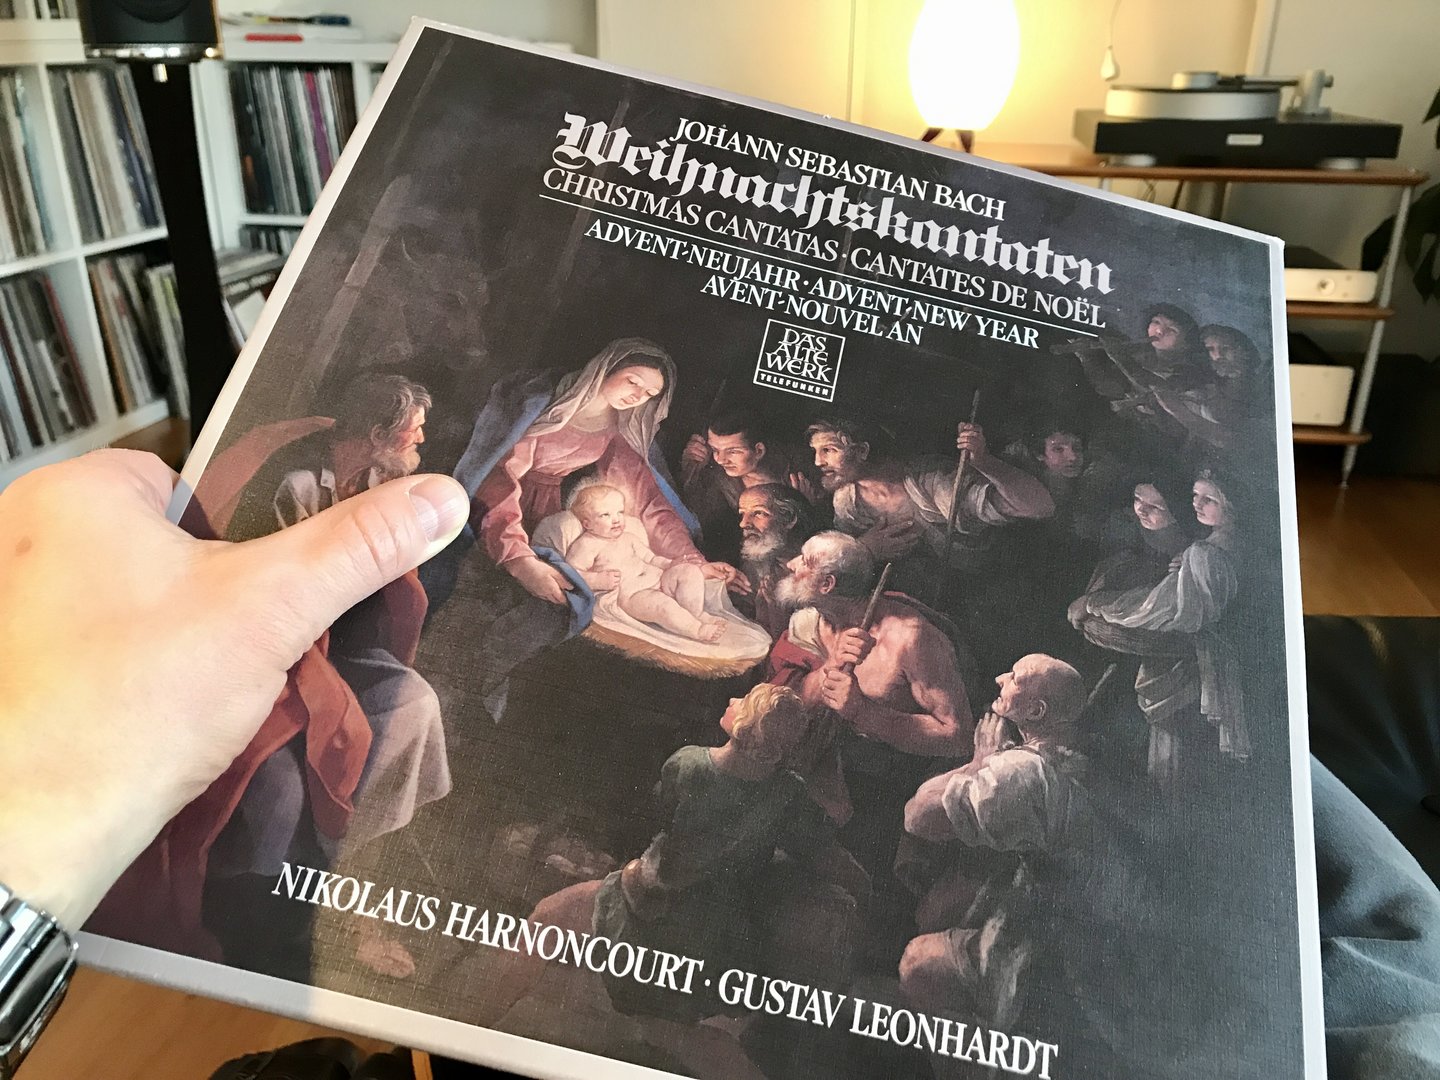 JOHANN SEBASTIAN BACH
Weihnachtskantaten
CHRISTMAS CANTATAS · CANTATES DE NOËL
ADVENT-NEUJAHR · ADVENT-NEW YEAR
AVENT-NOUVEL AN
DAS
ALTE
WERK
TELEFUNKEN
NIKOLAUS HARNONCOURT · GUSTAV LEONHARDT